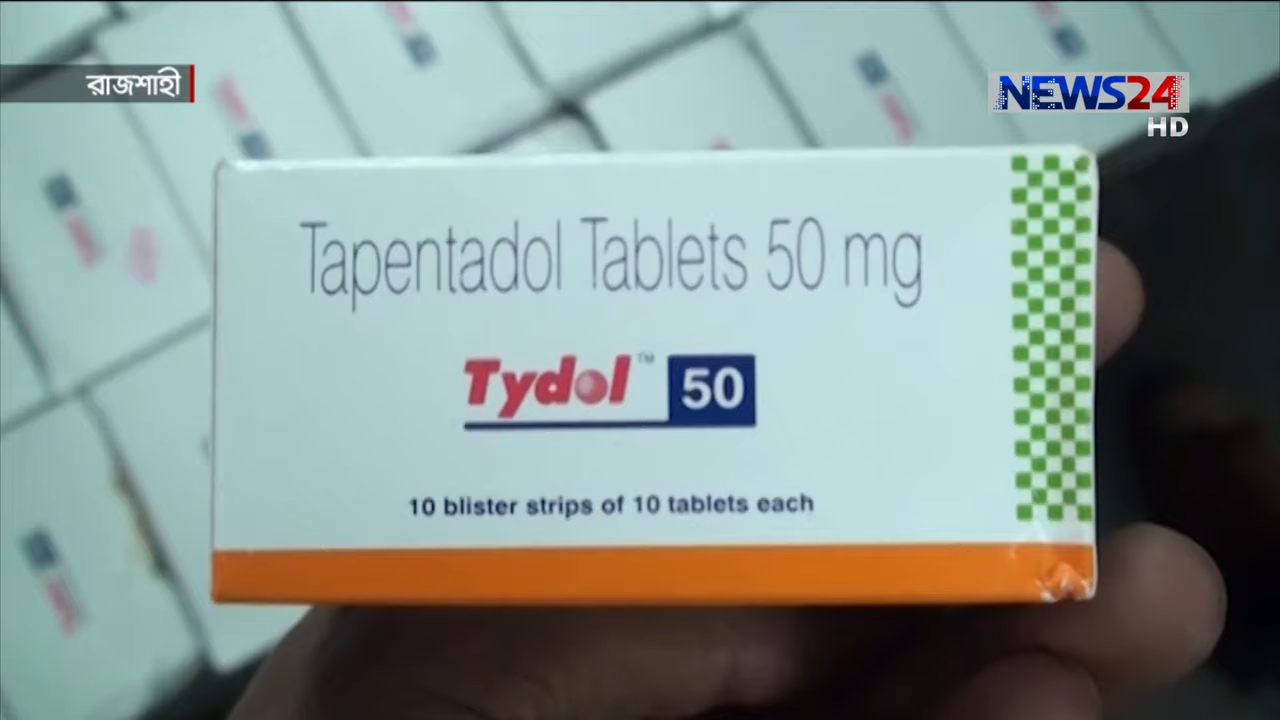 রাজশাহী
NEWS24
HD
Tapentadol Tablets 50 mg
Tydol™ 50
10 blister strips of 10 tablets each